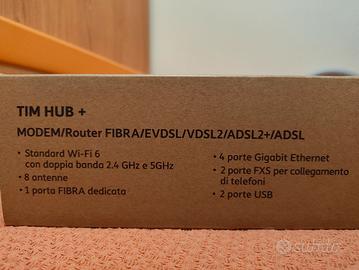 TIM HUB +
MODEM/Router FIBRA/EVDSL/VDSL2/ADSL2+/ADSL
• Standard Wi-Fi 6
con doppia banda 2.4 GHz e 5GHz
• 8 antenne
• 1 porta FIBRA dedicata
• 4 porte Gigabit Ethernet
• 2 porte FXS per collegamento
di telefoni
• 2 porte USB
subito